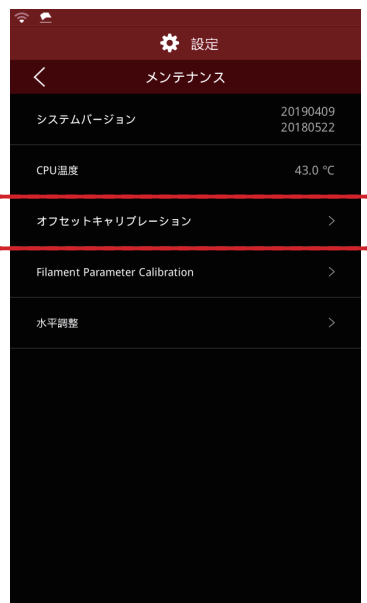 設定
メンテナンス
システムバージョン
20190409
20180522
CPU温度
43.0 ℃
オフセットキャリブレーション
Filament Parameter Calibration
水平調整